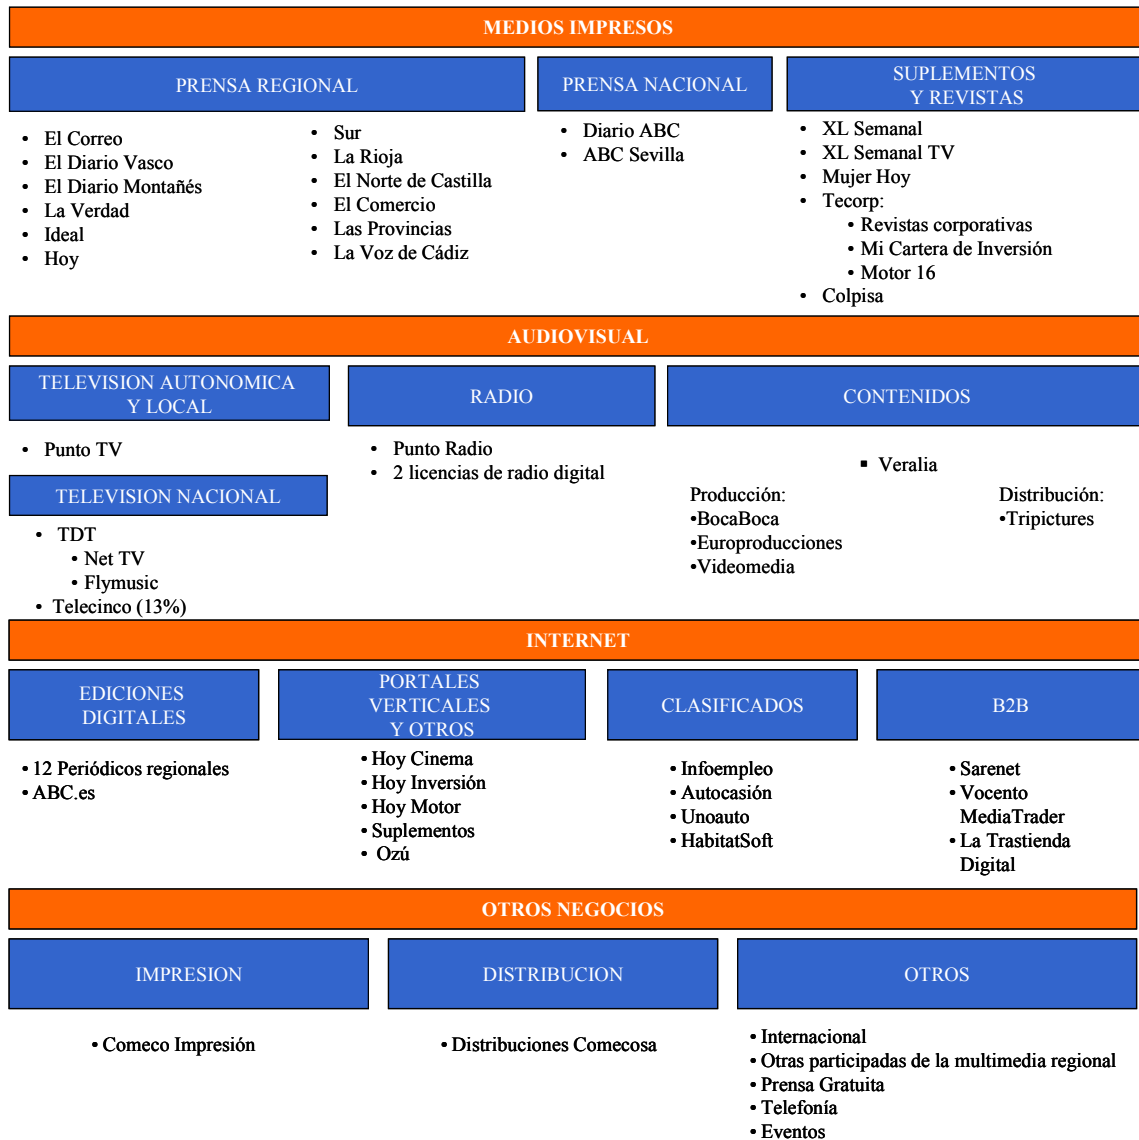 MEDIOS IMPRESOS
PRENSA REGIONAL
• El Correo
• El Diario Vasco
• El Diario Montañés
• La Verdad
• Ideal
• Hoy
• Sur
• La Rioja
• El Norte de Castilla
• El Comercio
• Las Provincias
• La Voz de Cádiz
PRENSA NACIONAL
• Diario ABC
• ABC Sevilla
SUPLEMENTOS
Y REVISTAS
• XL Semanal
• XL Semanal TV
• Mujer Hoy
• Tecorp:
• Revistas corporativas
• Mi Cartera de Inversión
• Motor 16
• Colpisa
AUDIOVISUAL
TELEVISION AUTONOMICA
Y LOCAL
• Punto TV
TELEVISION NACIONAL
• TDT
• Net TV
• Flymusic
• Telecinco (13%)
RADIO
• Punto Radio
• 2 licencias de radio digital
CONTENIDOS
▪ Veralia
Producción:
•BocaBoca
•Europroducciones
•Videomedia
Distribución:
•Tripictures
INTERNET
EDICIONES
DIGITALES
• 12 Periódicos regionales
• ABC.es
PORTALES
VERTICALES
Y OTROS
• Hoy Cinema
• Hoy Inversión
• Hoy Motor
• Suplementos
• Ozú
CLASIFICADOS
• Infoempleo
• Autocasión
• Unoauto
• HabitatSoft
B2B
• Sarenet
• Vocento
MediaTrader
• La Trastienda
Digital
OTROS NEGOCIOS
IMPRESION
• Comeco Impresión
DISTRIBUCION
• Distribuciones Comecosa
OTROS
• Internacional
• Otras participadas de la multimedia regional
• Prensa Gratuita
• Telefonía
• Eventos